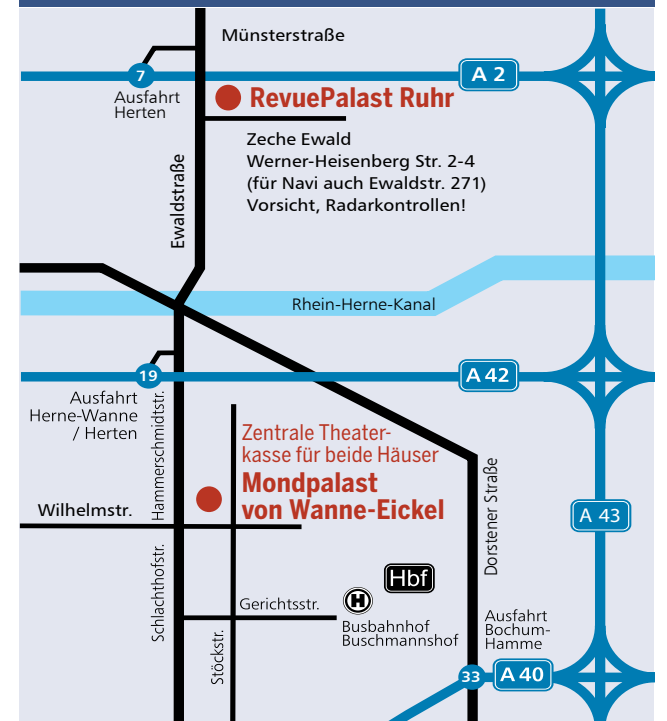 Münsterstraße
A 2
7
Ausfahrt
Herten
RevuePalast Ruhr
Zeche Ewald
Werner-Heisenberg Str. 2-4
(für Navi auch Ewaldstr. 271)
Vorsicht, Radarkontrollen!
Ewaldstraße
Rhein-Herne-Kanal
19
A 42
Ausfahrt
Herne-Wanne
/ Herten
Hammerschmidtstr.
Zentrale Theater-
kasse für beide Häuser
Mondpalast
von Wanne-Eickel
Wilhelmstr.
Dorstener Straße
A 43
Schlachthofstr.
Hbf
Gerichtsstr.
H
Busbahnhof
Buschmannshof
Stöckstr.
Ausfahrt
Bochum-
Hamme
33
A 40